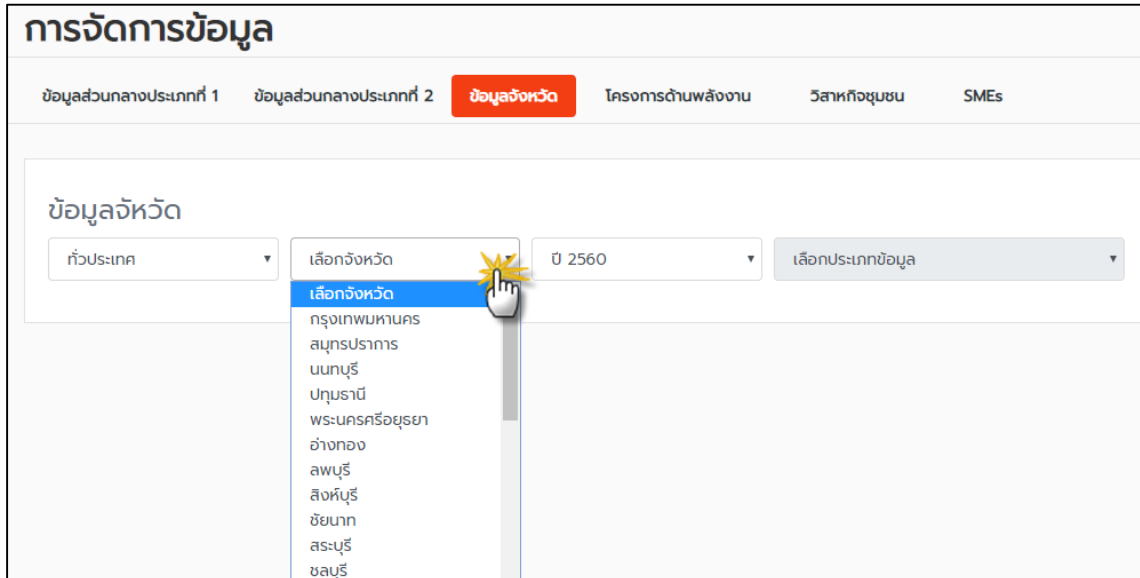 การจัดการข้อมูล
ข้อมูลส่วนกลางประเภทที่ 1 ข้อมูลส่วนกลางประเภทที่ 2 ข้อมูลจังหวัด โครงการด้านพลังงาน วิสาหกิจชุมชน SMEs
ข้อมูลจัหวัด
ทั่วประเทศ เลือกจังหวัด ปี 2560 เลือกประเภทข้อมูล
เลือกจังหวัด
กรุงเทพมหานคร
สมุทรปราการ
นนทบุรี
ปทุมธานี
พระนครศรีอยุธยา
อ่างทอง
ลพบุรี
สิงห์บุรี
ชัยนาท
สระบุรี
ชลบุรี